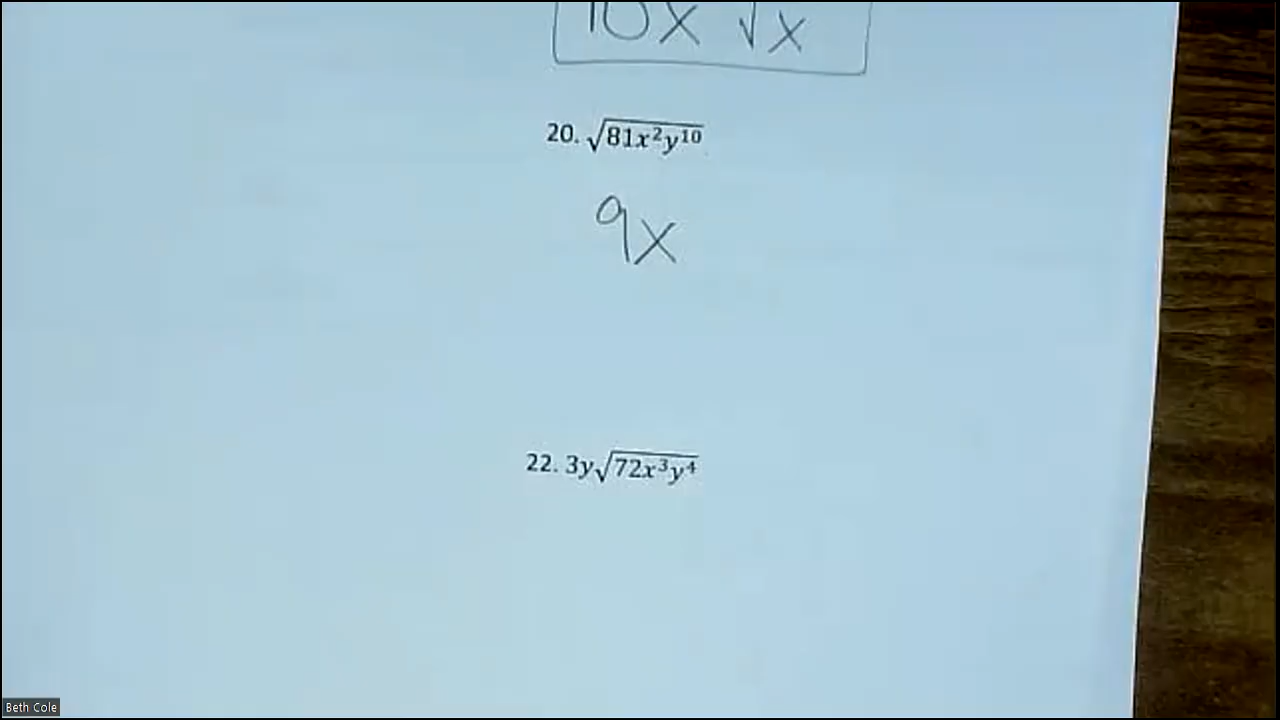 10x √x
20. √81x²y¹⁰
9x
22. 3y√72x³y⁴
Beth Cole